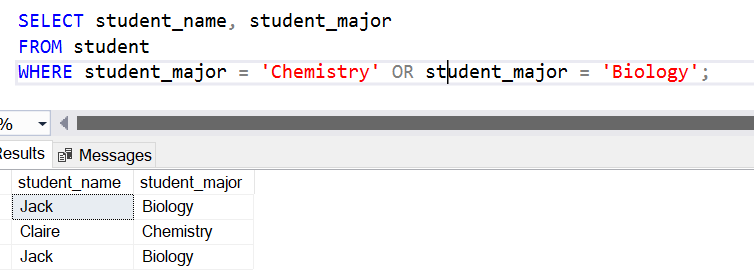 SELECT student_name, student_major
FROM student
WHERE student_major = 'Chemistry' OR student_major = 'Biology';
%
Results Messages
student_name student_major
Jack Biology
Claire Chemistry
Jack Biology